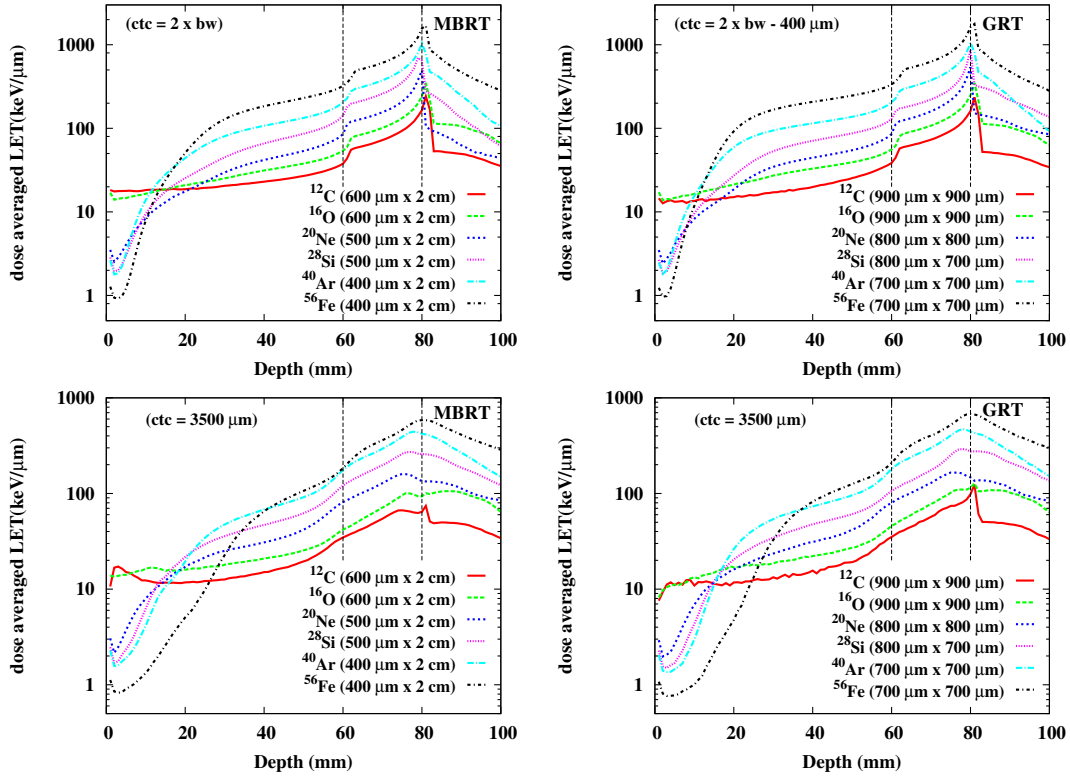 (ctc = 2 x bw)
MBRT
dose averaged LET(keV/μm)
1000
100
10
1
¹²C (600 μm x 2 cm)
¹⁶O (600 μm x 2 cm)
²⁰Ne (500 μm x 2 cm)
²⁸Si (500 μm x 2 cm)
⁴⁰Ar (400 μm x 2 cm)
⁵⁶Fe (400 μm x 2 cm)
0 20 40 60 80 100
Depth (mm)
(ctc = 2 x bw - 400 μm)
GRT
dose averaged LET(keV/μm)
1000
100
10
1
¹²C (900 μm x 900 μm)
¹⁶O (900 μm x 900 μm)
²⁰Ne (800 μm x 800 μm)
²⁸Si (800 μm x 700 μm)
⁴⁰Ar (700 μm x 700 μm)
⁵⁶Fe (700 μm x 700 μm)
0 20 40 60 80 100
Depth (mm)
(ctc = 3500 μm)
MBRT
dose averaged LET(keV/μm)
1000
100
10
1
¹²C (600 μm x 2 cm)
¹⁶O (600 μm x 2 cm)
²⁰Ne (500 μm x 2 cm)
²⁸Si (500 μm x 2 cm)
⁴⁰Ar (400 μm x 2 cm)
⁵⁶Fe (400 μm x 2 cm)
0 20 40 60 80 100
Depth (mm)
(ctc = 3500 μm)
GRT
dose averaged LET(keV/μm)
1000
100
10
1
¹²C (900 μm x 900 μm)
¹⁶O (900 μm x 900 μm)
²⁰Ne (800 μm x 800 μm)
²⁸Si (800 μm x 700 μm)
⁴⁰Ar (700 μm x 700 μm)
⁵⁶Fe (700 μm x 700 μm)
0 20 40 60 80 100
Depth (mm)